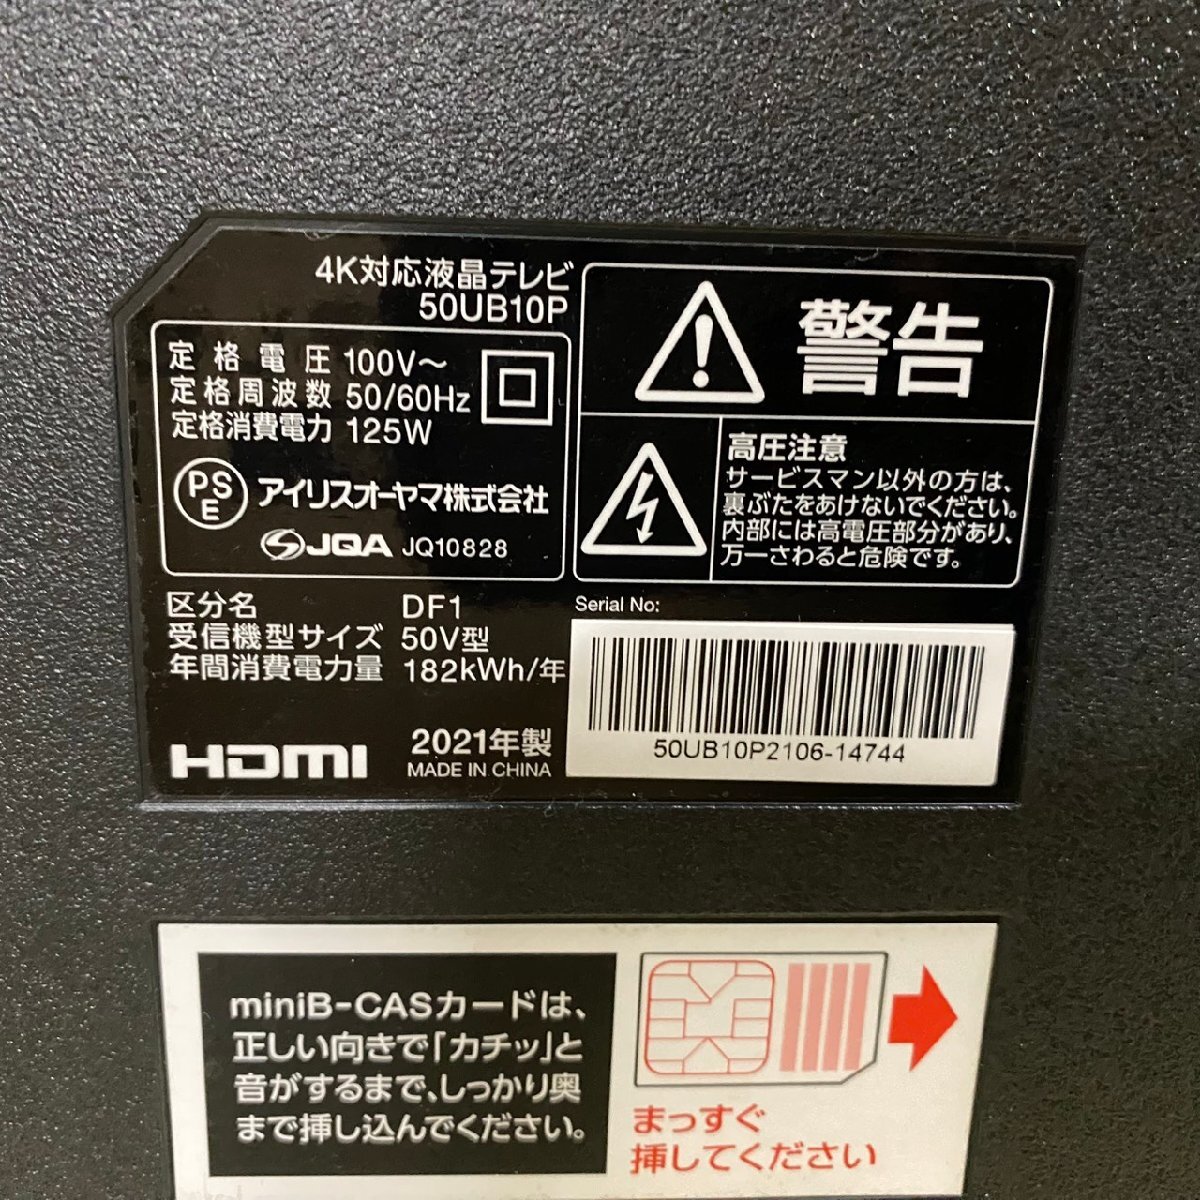 4K対応液晶テレビ
50UB10P
定格電圧 100V～
定格周波数 50/60Hz
定格消費電力 125W
PS
E
アイリスオーヤマ株式会社
JQA JQ10828
警告
高圧注意
サービスマン以外の方は、
裏ぶたをあけないでください。
内部には高電圧部分があり、
万一さわると危険です。
区分名 DF1
受信機型サイズ 50V型
年間消費電力量 182kWh/年
HDMI
2021年製
MADE IN CHINA
Serial No:
50UB10P2106-14744
miniB-CASカードは、
正しい向きで「カチッ」と
音がするまで、しっかり奥
まで挿し込んでください。
まっすぐ
挿してください